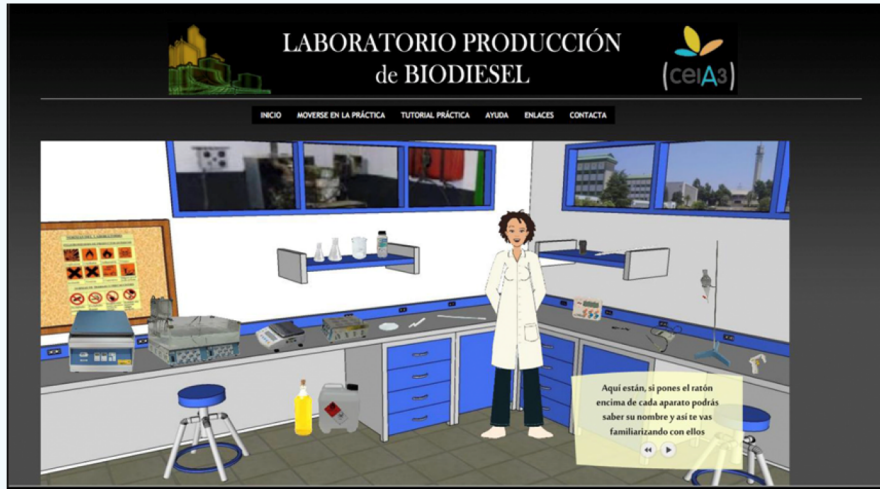 LABORATORIO PRODUCCIÓN
de BIODIESEL
(ceiA3)
INICIO MOVERSE EN LA PRÁCTICA TUTORIAL PRÁCTICA AYUDA ENLACES CONTACTA
Aquí están, si pones el ratón
encima de cada aparato podrás
saber su nombre y así te vas
familiarizando con ellos